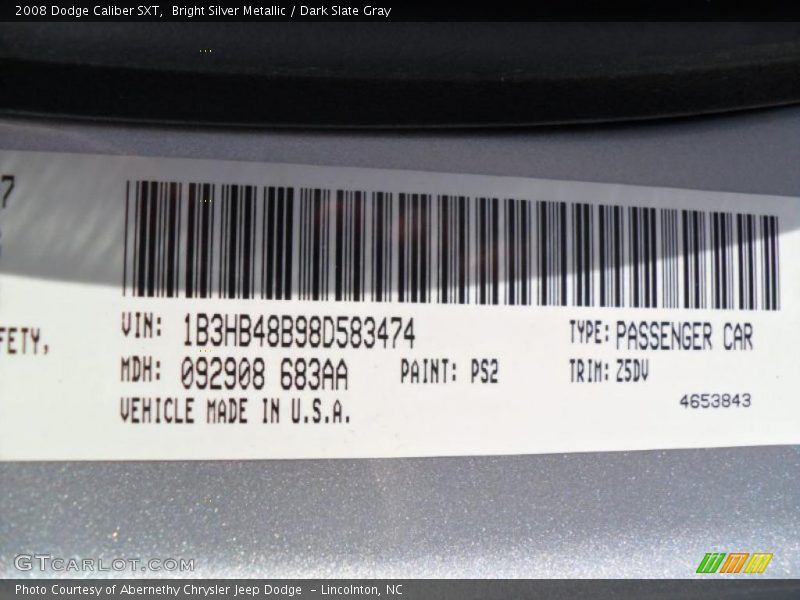 2008 Dodge Caliber SXT,  Bright Silver Metallic / Dark Slate Gray
7
FETY,
VIN: 1B3HB48B98D583474 TYPE: PASSENGER CAR
MDH: 092908 683AA PAINT: PS2 TRIM: Z5DV
VEHICLE MADE IN U.S.A. 4653843
GTCARLOT.COM
Photo Courtesy of Abernethy Chrysler Jeep Dodge - Lincolnton, NC